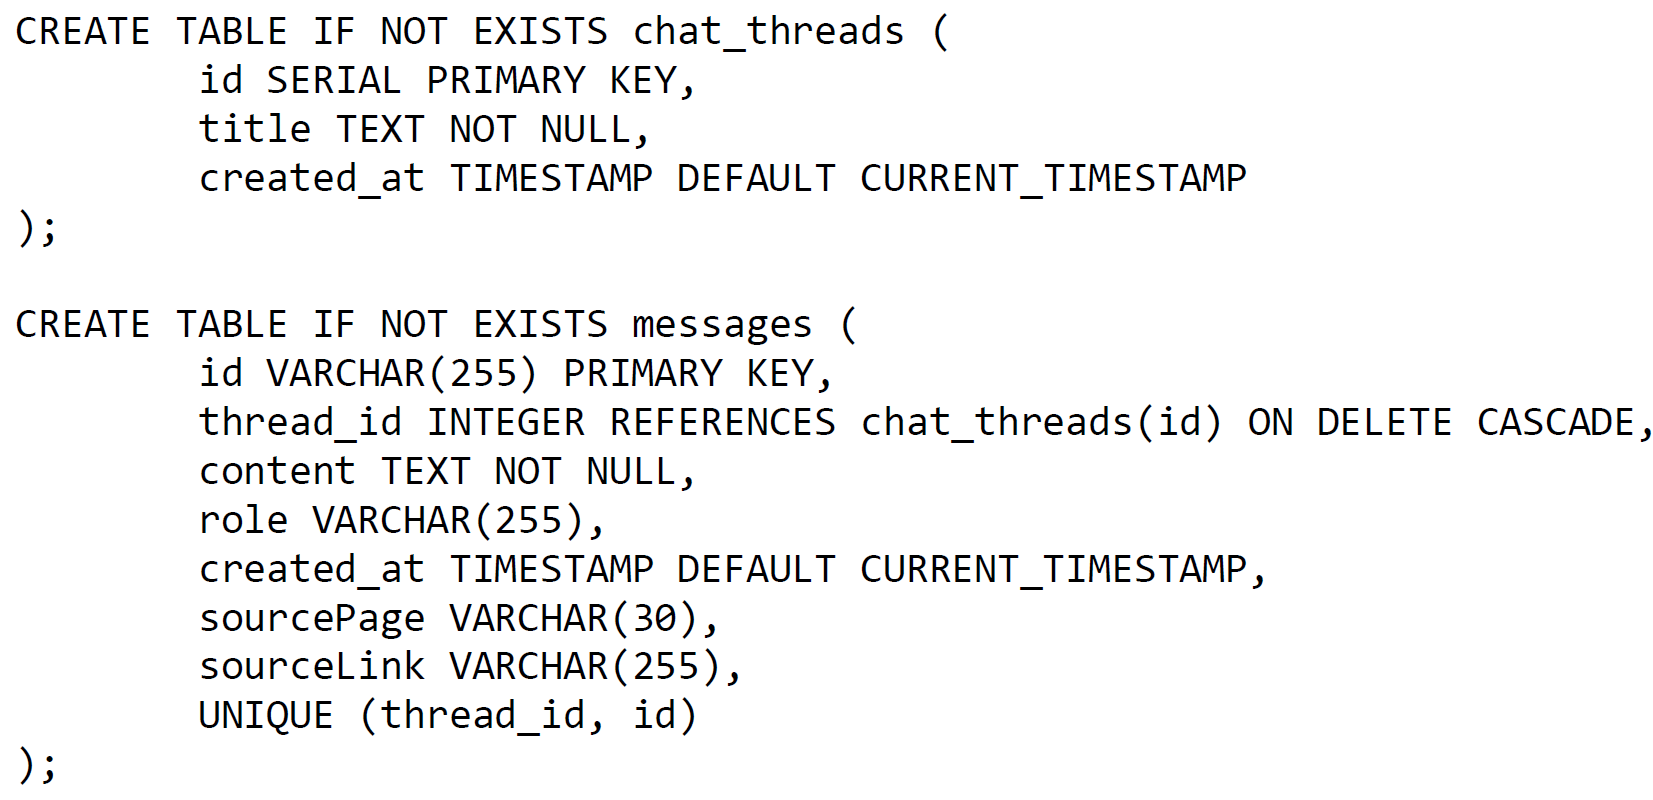 CREATE TABLE IF NOT EXISTS chat_threads (
        id SERIAL PRIMARY KEY,
        title TEXT NOT NULL,
        created_at TIMESTAMP DEFAULT CURRENT_TIMESTAMP
);

CREATE TABLE IF NOT EXISTS messages (
        id VARCHAR(255) PRIMARY KEY,
        thread_id INTEGER REFERENCES chat_threads(id) ON DELETE CASCADE,
        content TEXT NOT NULL,
        role VARCHAR(255),
        created_at TIMESTAMP DEFAULT CURRENT_TIMESTAMP,
        sourcePage VARCHAR(30),
        sourceLink VARCHAR(255),
        UNIQUE (thread_id, id)
);